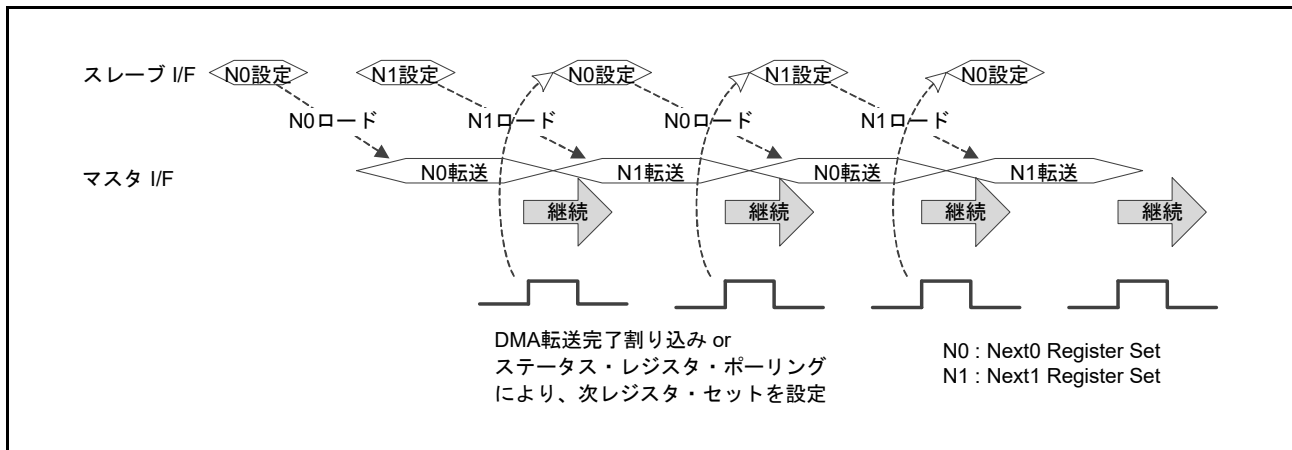 スレーブ I/F
N0設定
N1設定
N0設定
N1設定
N0設定
N0ロード
N1ロード
N0ロード
N1ロード
マスタ I/F
N0転送
N1転送
N0転送
N1転送
継続
継続
継続
継続
DMA転送完了割り込み or
ステータス・レジスタ・ポーリング
により、次レジスタ・セットを設定
N0 : Next0 Register Set
N1 : Next1 Register Set